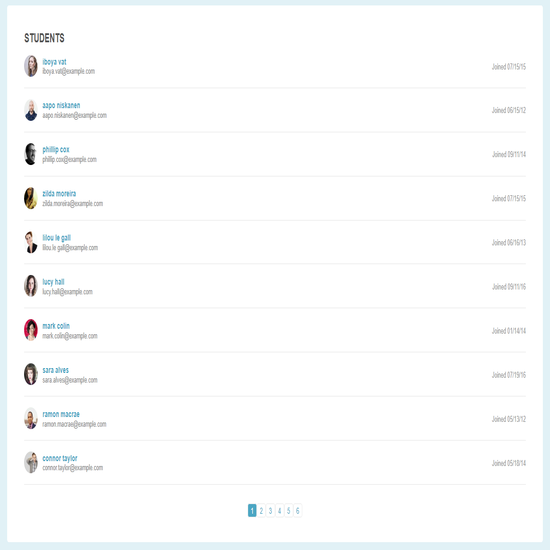 STUDENTS
iboya vat
iboya.vat@example.com
Joined 07/15/15
aapo niskanen
aapo.niskanen@example.com
Joined 06/15/12
phillip cox
phillip.cox@example.com
Joined 09/11/14
zilda moreira
zilda.moreira@example.com
Joined 07/15/15
lilou le gall
lilou.le gall@example.com
Joined 06/16/13
lucy hall
lucy.hall@example.com
Joined 09/11/16
mark colin
mark.colin@example.com
Joined 01/14/14
sara alves
sara.alves@example.com
Joined 07/19/16
ramon macrae
ramon.macrae@example.com
Joined 05/13/12
connor taylor
connor.taylor@example.com
Joined 05/18/14
1 2 3 4 5 6